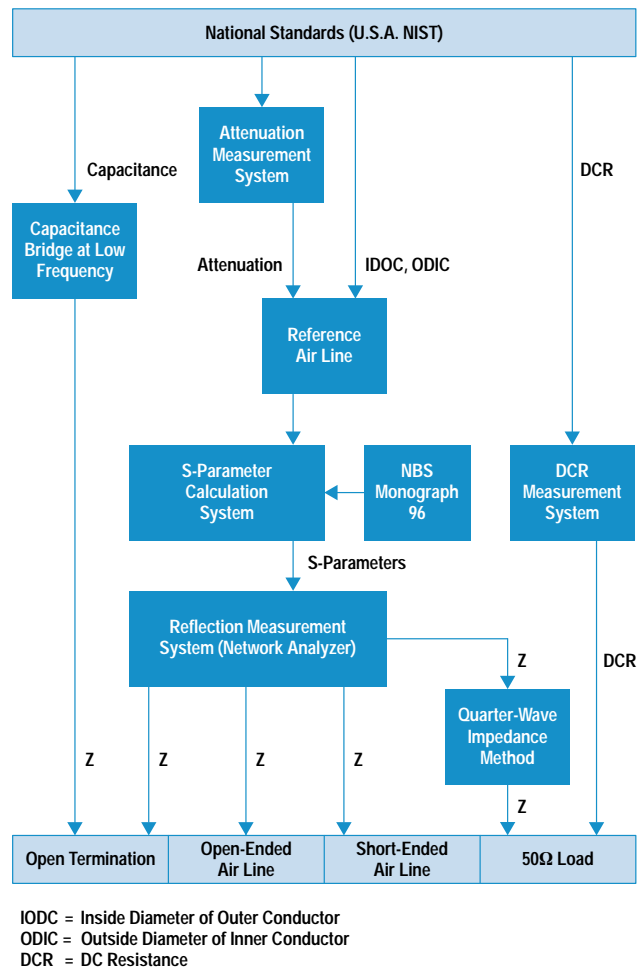 National Standards (U.S.A. NIST)
Attenuation
Measurement
System
Capacitance
DCR
Capacitance
Bridge at Low
Frequency
Attenuation
IDOC, ODIC
Reference
Air Line
S-Parameter
Calculation
System
NBS
Monograph
96
DCR
Measurement
System
S-Parameters
Reflection Measurement
System (Network Analyzer)
Z
DCR
Quarter-Wave
Impedance
Method
Z
Z
Z
Z
Z
Open Termination
Open-Ended
Air Line
Short-Ended
Air Line
50Ω Load
IODC = Inside Diameter of Outer Conductor
ODIC = Outside Diameter of Inner Conductor
DCR = DC Resistance